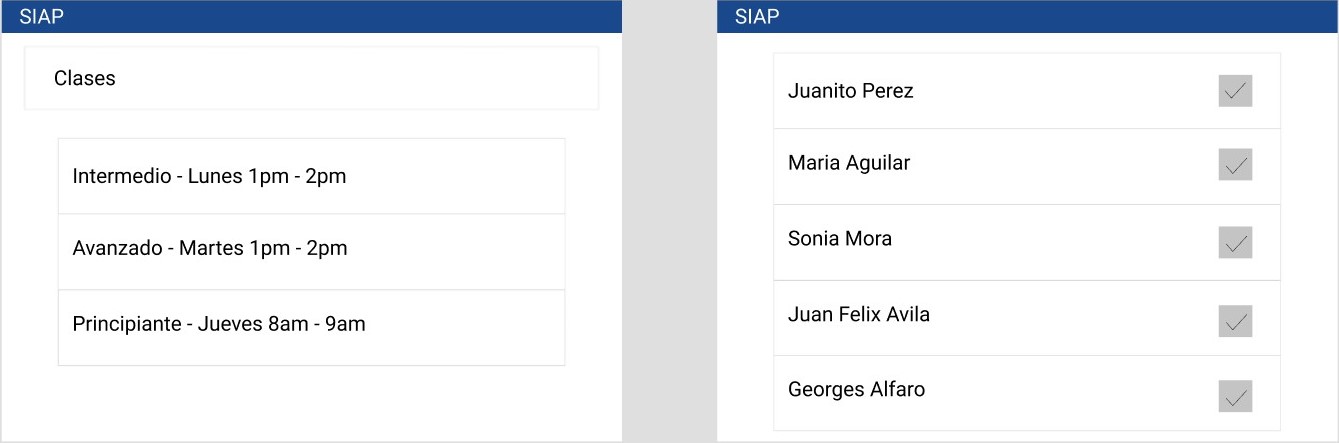 SIAP
Clases
Intermedio - Lunes 1pm - 2pm
Avanzado - Martes 1pm - 2pm
Principiante - Jueves 8am - 9am
SIAP
Juanito Perez
Maria Aguilar
Sonia Mora
Juan Felix Avila
Georges Alfaro